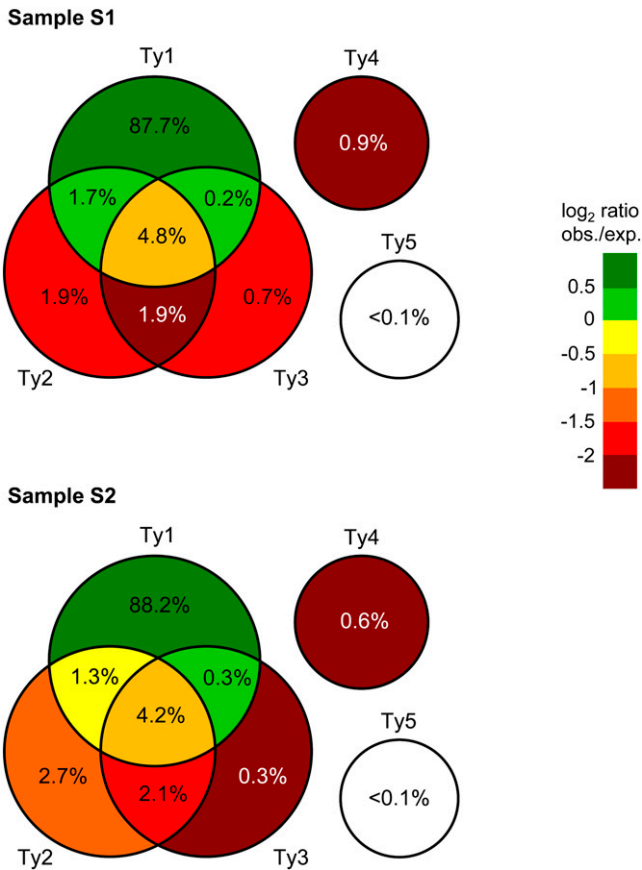 Sample S1
Ty1
Ty4
87.7%
0.9%
1.7%
0.2%
4.8%
log₂ ratio
obs./exp.
Ty5
0.5
1.9%
0.7%
1.9%
<0.1%
0
-0.5
-1
-1.5
-2
Ty2
Ty3
Sample S2
Ty1
Ty4
88.2%
0.6%
1.3%
0.3%
4.2%
Ty5
2.7%
2.1%
0.3%
<0.1%
Ty2
Ty3